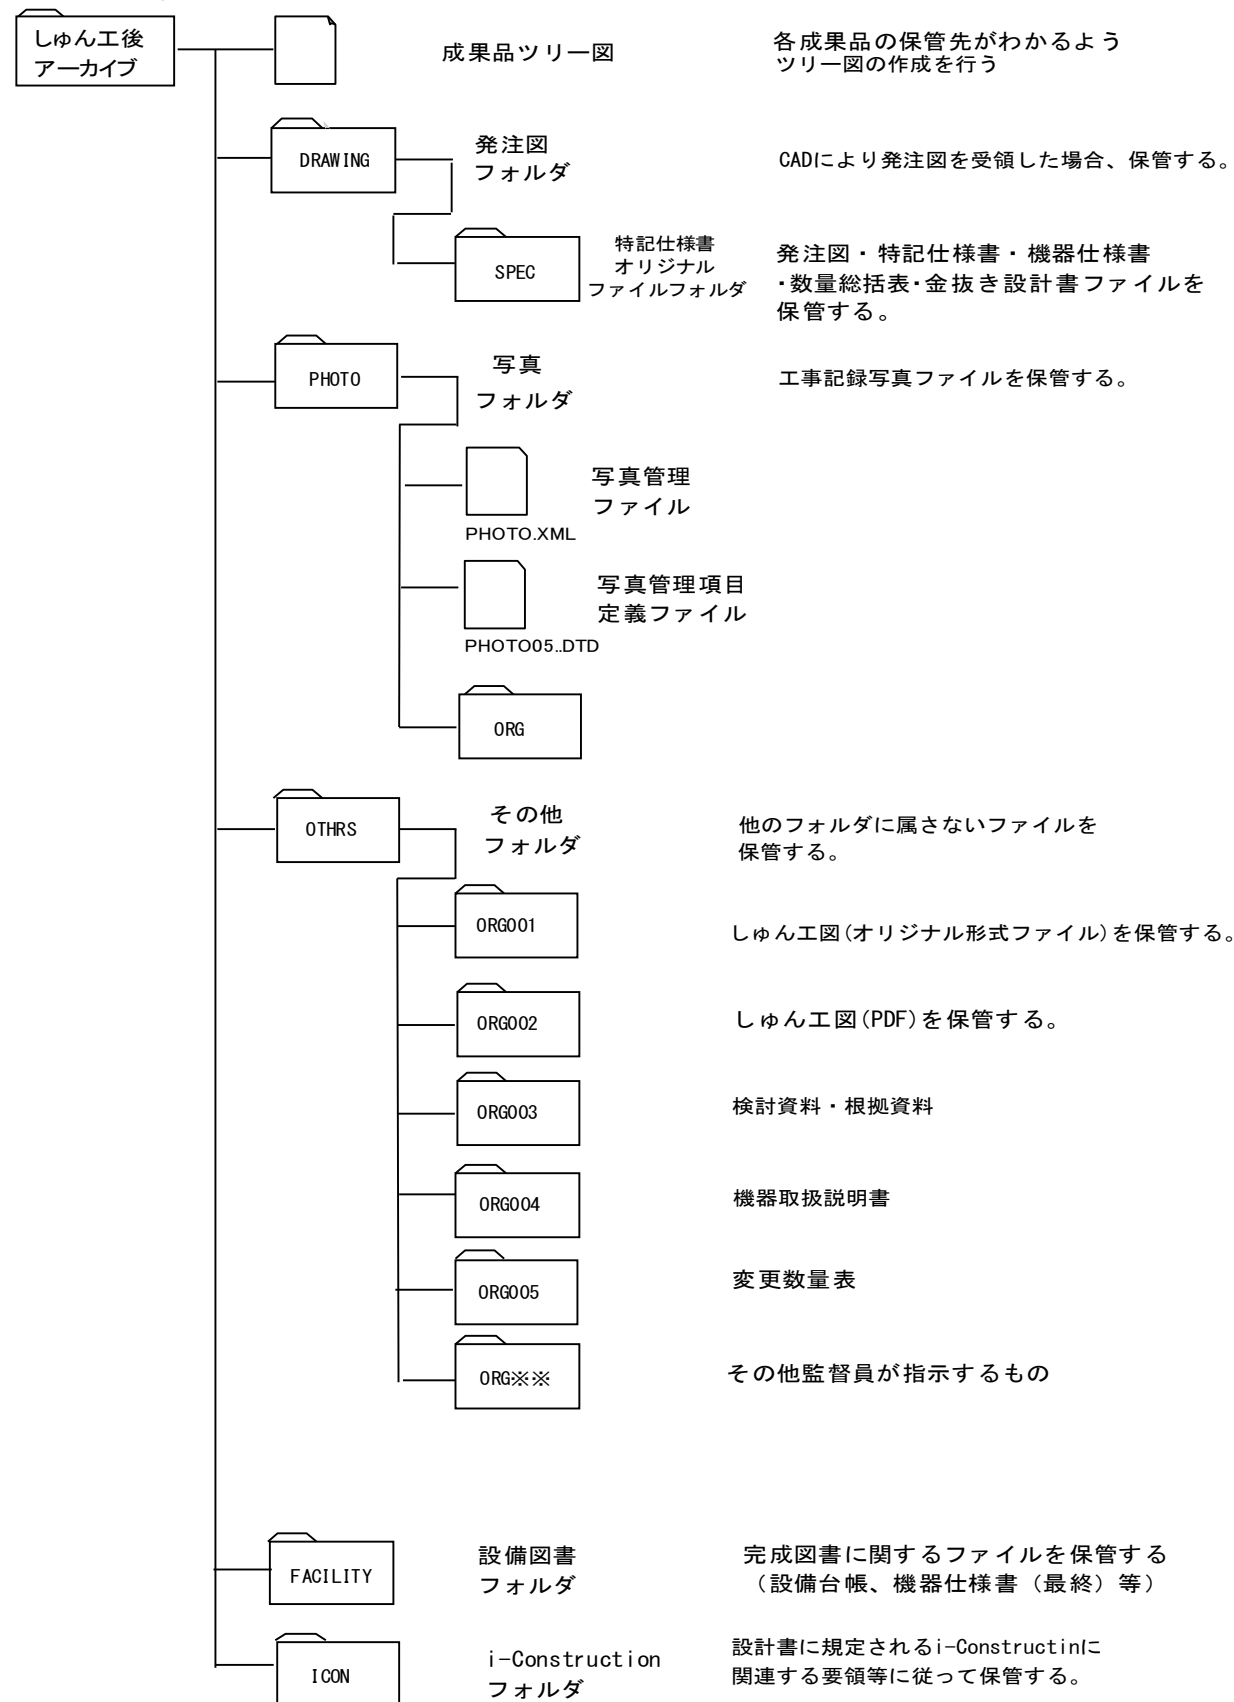 しゅん工後
アーカイブ
成果品ツリー図
各成果品の保管先がわかるよう
ツリー図の作成を行う
DRAWING
発注図
フォルダ
CADにより発注図を受領した場合、保管する。
SPEC
特記仕様書
オリジナル
ファイルフォルダ
発注図・特記仕様書・機器仕様書
・数量総括表・金抜き設計書ファイルを
保管する。
PHOTO
写真
フォルダ
工事記録写真ファイルを保管する。
写真管理
ファイル
PHOTO.XML
写真管理項目
定義ファイル
PHOTO05..DTD
ORG
OTHRS
その他
フォルダ
他のフォルダに属さないファイルを
保管する。
ORG001
しゅん工図(オリジナル形式ファイル)を保管する。
ORG002
しゅん工図(PDF)を保管する。
ORG003
検討資料・根拠資料
ORG004
機器取扱説明書
ORG005
変更数量表
ORG※※
その他監督員が指示するもの
FACILITY
設備図書
フォルダ
完成図書に関するファイルを保管する
(設備台帳、機器仕様書（最終）等)
ICON
i-Construction
フォルダ
設計書に規定されるi-Constructinに
関連する要領等に従って保管する。